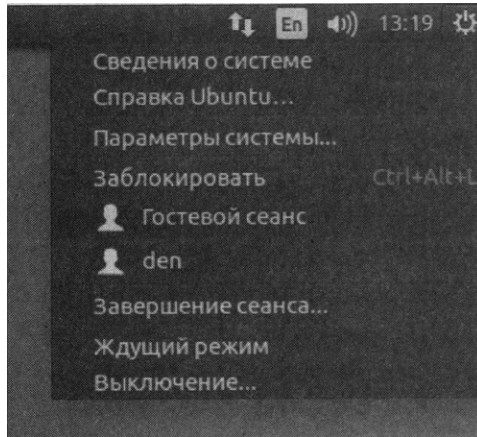 En 13:19
Сведения о системе
Справка Ubuntu...
Параметры системы...
Заблокировать Ctrl+Alt+L
Гостевой сеанс
den
Завершение сеанса...
Ждущий режим
Выключение...